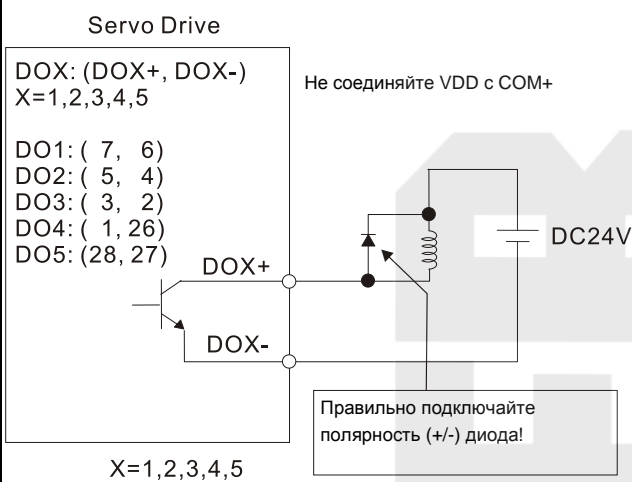 Servo Drive
DOX: (DOX+, DOX-)
X=1,2,3,4,5
Не соединяйте VDD с COM+
DO1: ( 7, 6)
DO2: ( 5, 4)
DO3: ( 3, 2)
DO4: ( 1, 26)
DO5: (28, 27)
DC24V
DOX+
DOX-
Правильно подключайте
полярность (+/-) диода!
X=1,2,3,4,5